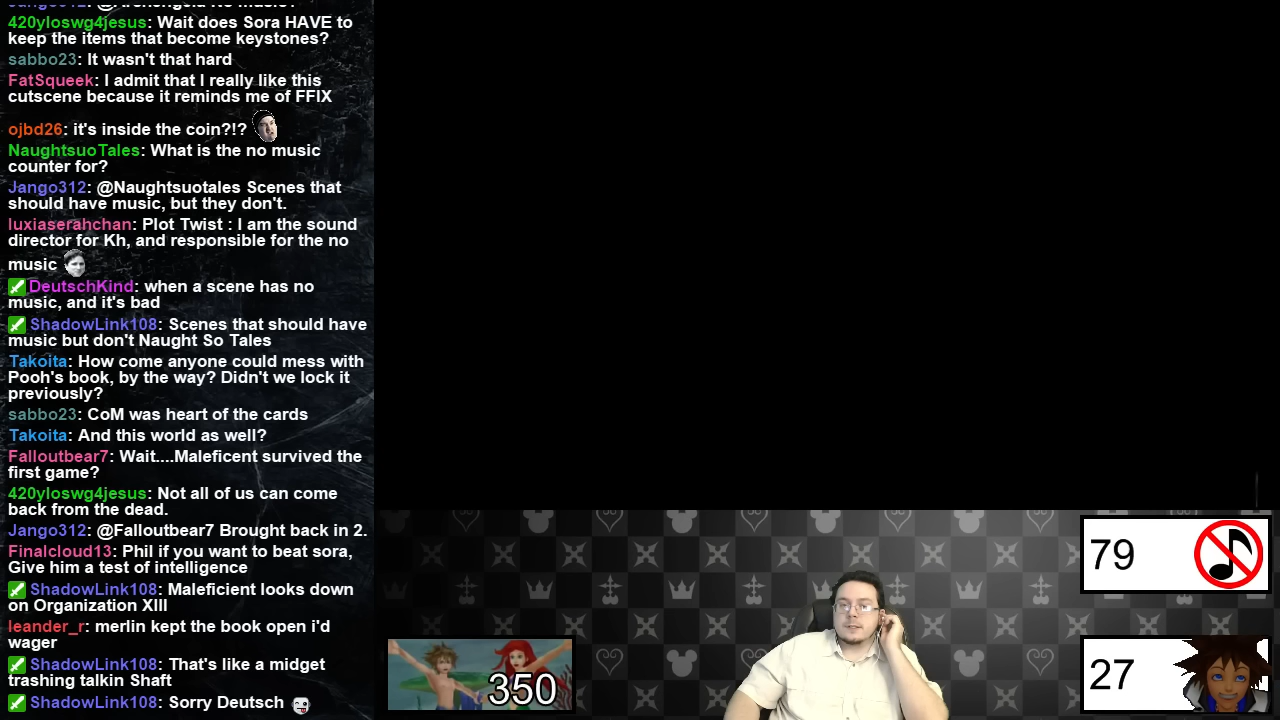 420yloswg4jesus: Wait does Sora HAVE to
keep the items that become keystones?
sabbo23: It wasn't that hard
FatSqueek: I admit that I really like this
cutscene because it reminds me of FFIX
ojbd26: it's inside the coin?!?
NaughtsuoTales: What is the no music
counter for?
Jango312: @Naughtsuotales Scenes that
should have music, but they don't.
luxiaserahchan: Plot Twist : I am the sound
director for Kh, and responsible for the no
music
DeutschKind: when a scene has no
music, and it's bad
ShadowLink108: Scenes that should have
music but don't Naught So Tales
Takoita: How come anyone could mess with
Pooh's book, by the way? Didn't we lock it
previously?
sabbo23: CoM was heart of the cards
Takoita: And this world as well?
Falloutbear7: Wait....Maleficent survived the
first game?
420yloswg4jesus: Not all of us can come
back from the dead.
Jango312: @Falloutbear7 Brought back in 2.
Finalcloud13: Phil if you want to beat sora,
Give him a test of intelligence
ShadowLink108: Maleficient looks down
on Organization XIII
leander_r: merlin kept the book open i'd
wager
ShadowLink108: That's like a midget
trashing talkin Shaft
ShadowLink108: Sorry Deutsch
79
350
27